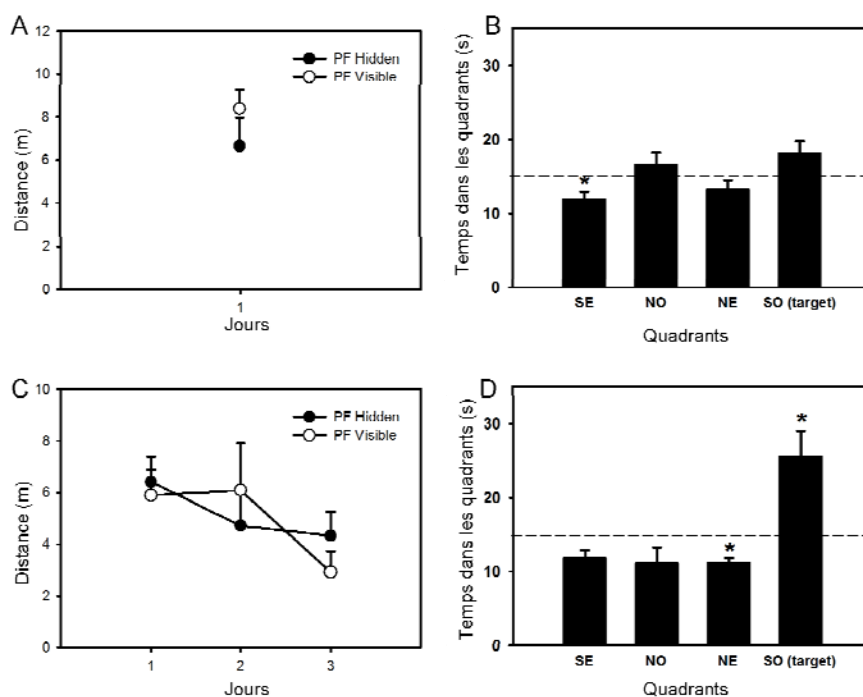 A
12
10
8
6
4
2
0
Distance (m)
PF Hidden
PF Visible
1
Jours
B
30
20
10
0
Temps dans les quadrants (s)
*
SE
NO
NE
SO (target)
Quadrants
C
10
8
6
4
2
0
Distance (m)
PF Hidden
PF Visible
1
2
3
Jours
D
30
20
10
0
Temps dans les quadrants (s)
*
*
SE
NO
NE
SO (target)
Quadrants